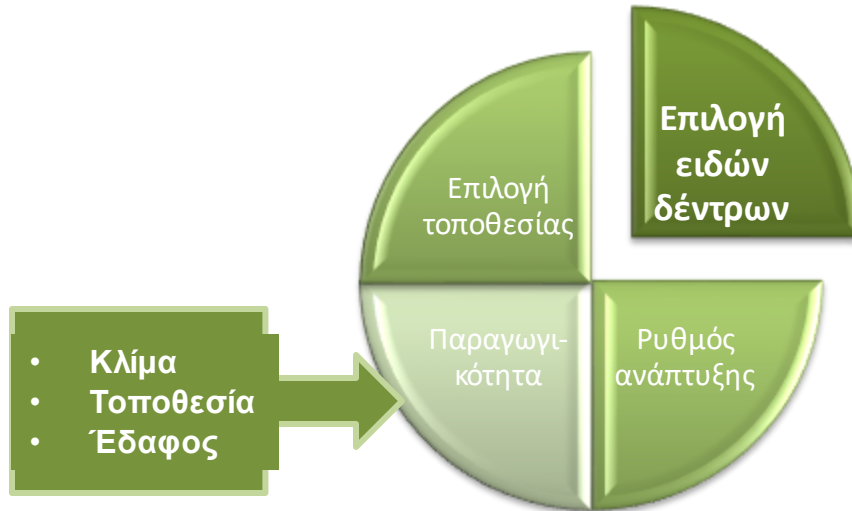 Επιλογή
ειδών
δέντρων
Επιλογή
τοποθεσίας
Παραγωγι-
κότητα
Ρυθμός
ανάπτυξης
• Κλίμα
• Τοποθεσία
• Έδαφος